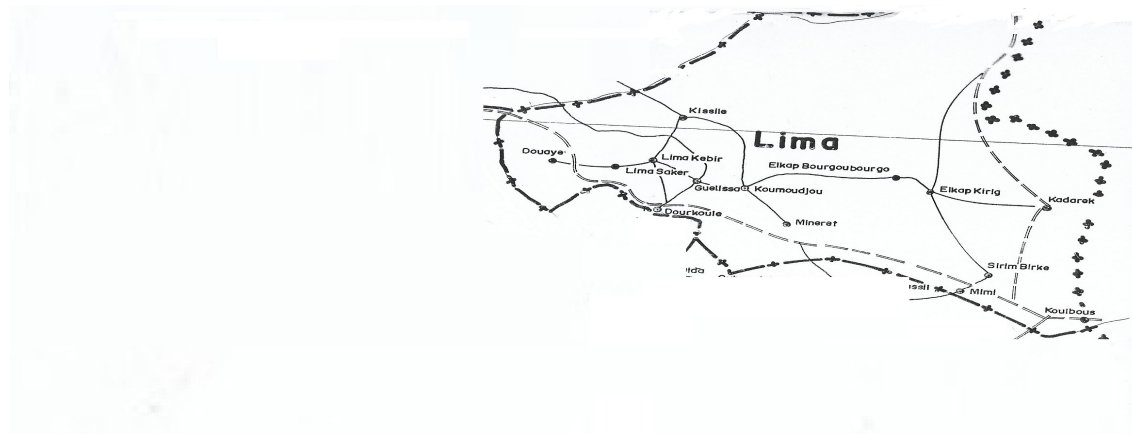 Kissile
Lima
Douaye
Lima Kebir
Elkap Bourgoubourgo
Lima Saker
Guelissa
Koumoudjou
Elkap Kirig
Kadarek
Dourkoule
Mineret
Sirim Birke
Mimi
Koulbous